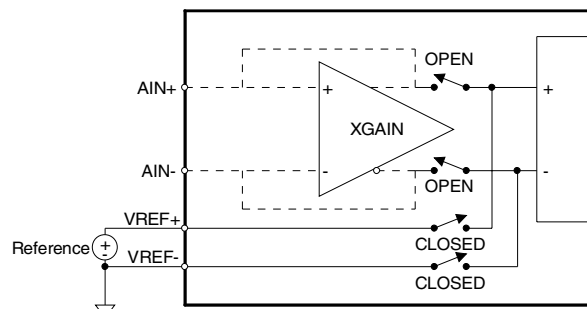 OPEN
AIN+
+
+
XGAIN
AIN-
-
-
OPEN
VREF+
Reference
+
-
CLOSED
VREF-
CLOSED